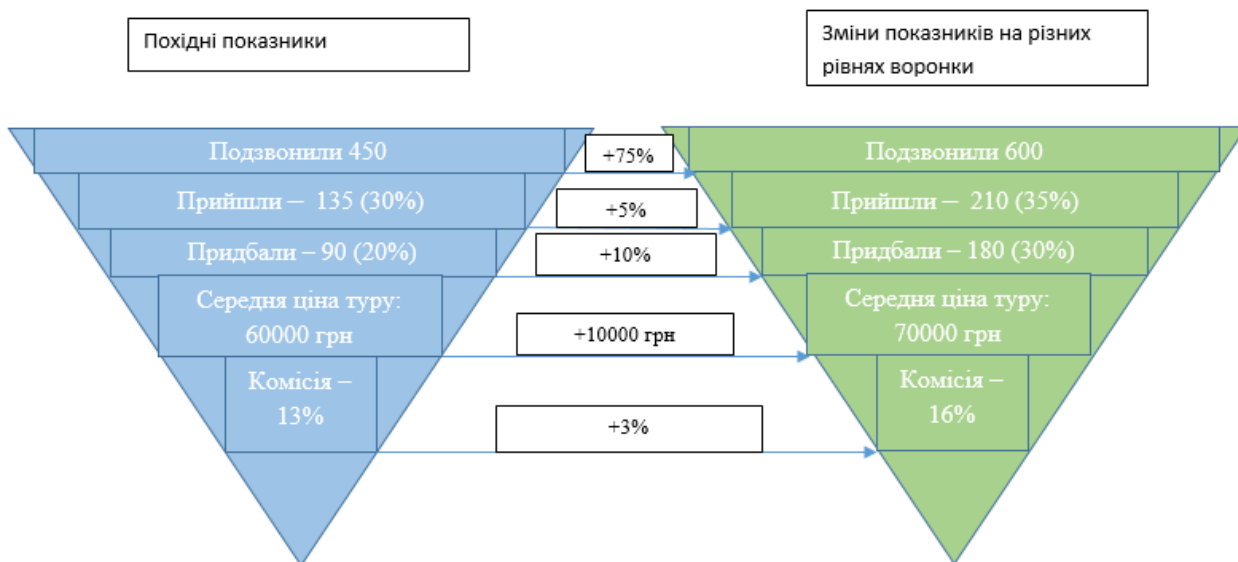 Похідні показники
Зміни показників на різних
рівнях воронки
Подзвонили 450
+75%
Подзвонили 600
Прийшли – 135 (30%)
+5%
Прийшли – 210 (35%)
Придбали – 90 (20%)
+10%
Придбали – 180 (30%)
Середня ціна туру:
60000 грн
+10000 грн
Середня ціна туру:
70000 грн
Комісія –
13%
+3%
Комісія –
16%